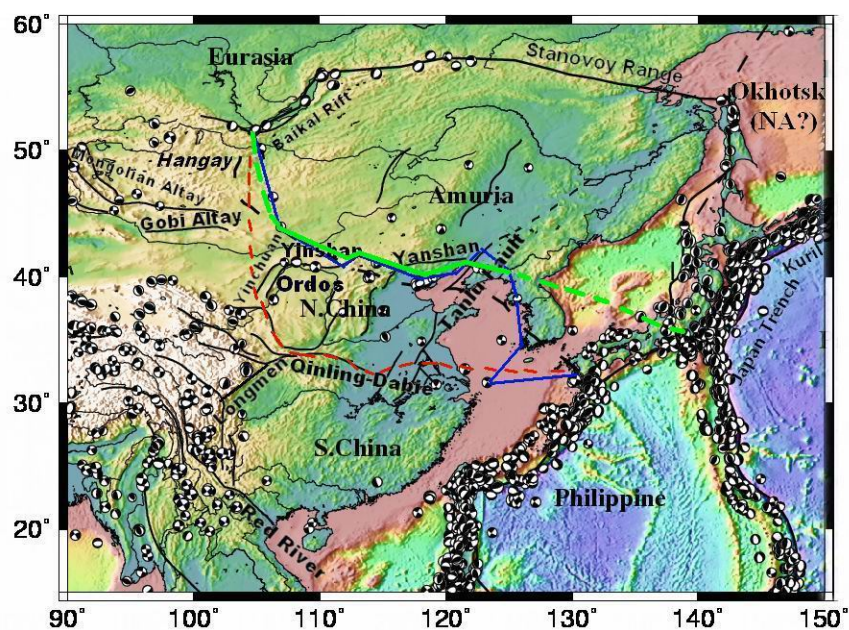 60°
50°
40°
30°
20°
90°
100°
110°
120°
130°
140°
150°
Eurasia
Stanovoy Range
Okhotsk
(NA?)
Baikal Rift
Hangay
Mongolian Altay
Gobi Altay
Amuria
Yinshan
Yanshan
Yinchuan
Ordos
N.China
Tanlu Fault
Kuril
Japan Trench
Qinling-Dabie
ongmen
S.China
Philippine
Red River